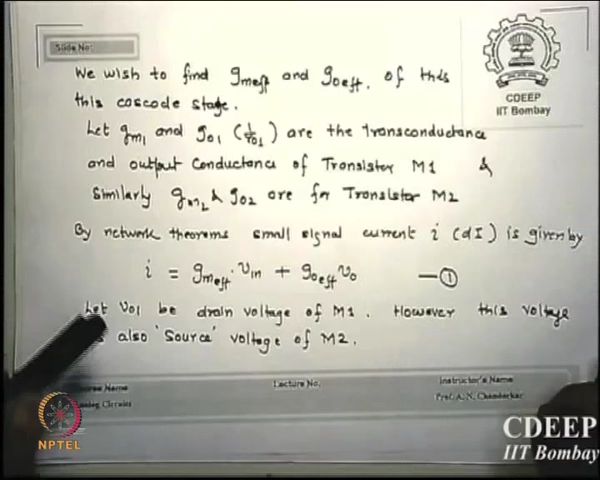 Slide No:
We wish to find gmeff and goeff, of this
this cascode stage.
CDEEP
IIT Bombay
Let gm1 and go1 (1/ro1) are the transconductance
and output conductance of Transistor M1 &
Similarly gm2 & go2 are for Transistor M2
By network theorems small signal current i (dI) is given by
i = gmeff · vin + goeff vo —①
Let vo1 be drain voltage of M1. However this voltage
also 'Source' voltage of M2.
Course Name
Lecture No.
Instructor's Name
Analog Circuits
Prof. A. N. Chandorkar
NPTEL
CDEEP
IIT Bombay